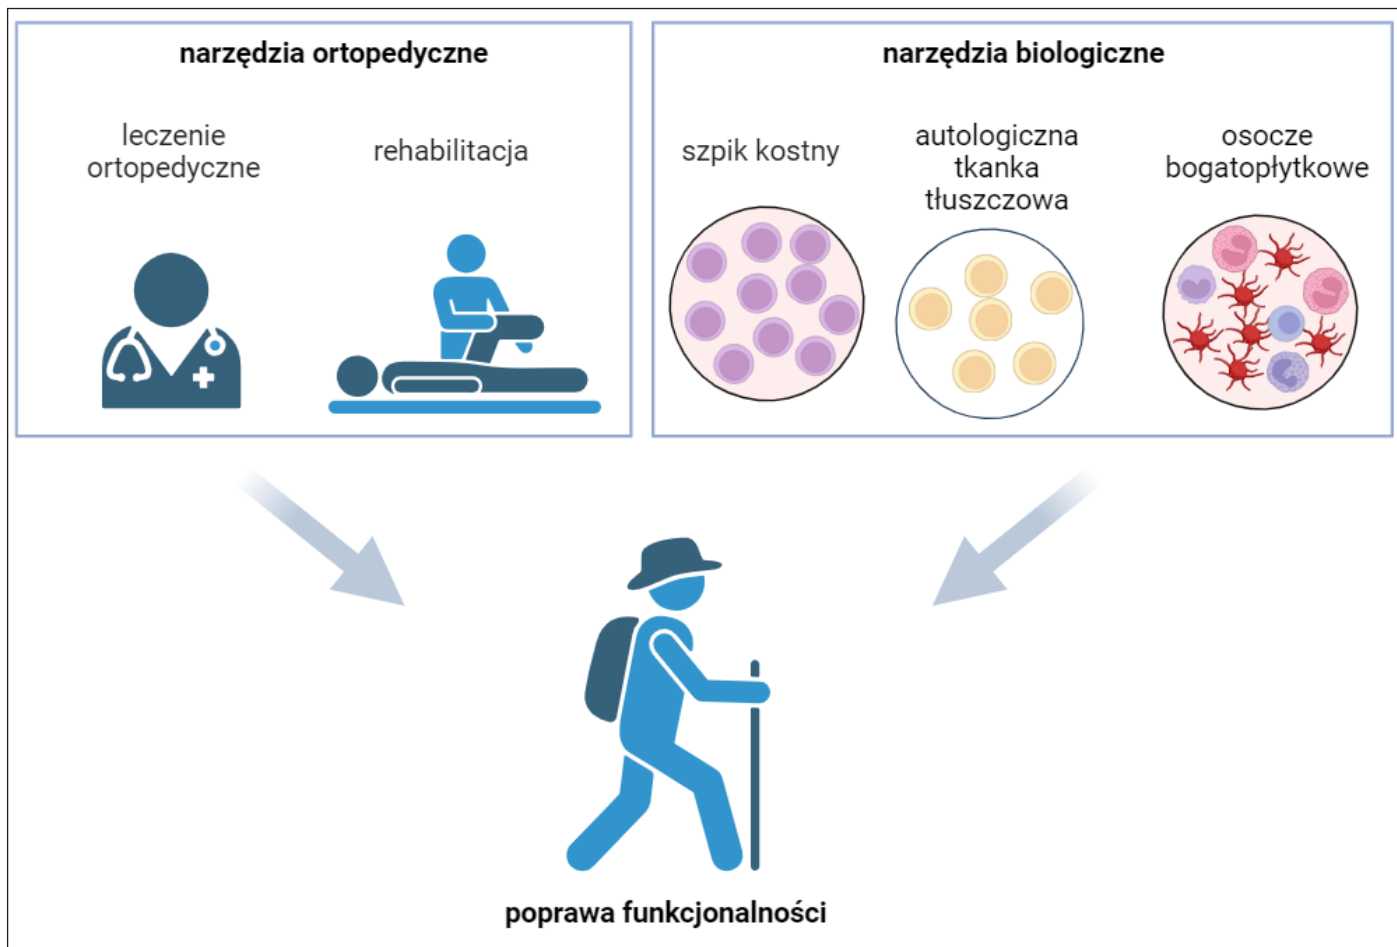 narzędzia ortopedyczne
leczenie
ortopedyczne
rehabilitacja
narzędzia biologiczne
szpik kostny
autologiczna
tkanka
tłuszczowa
osocze
bogatopłytkowe
poprawa funkcjonalności